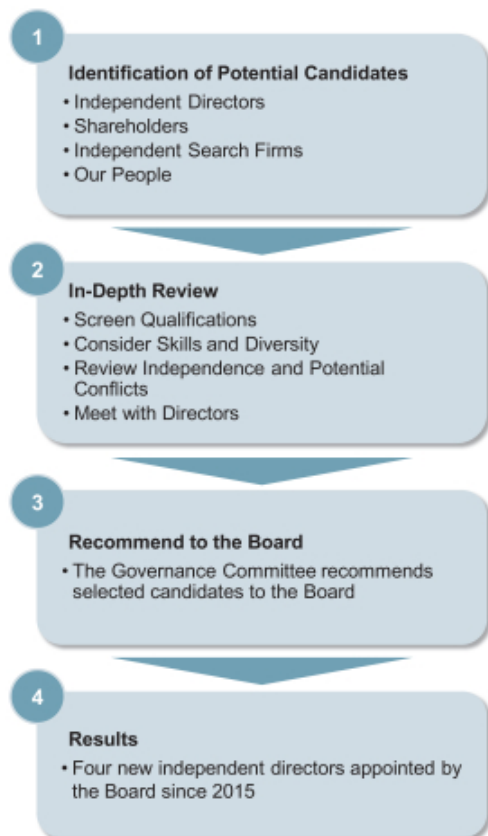 1
Identification of Potential Candidates
• Independent Directors
• Shareholders
• Independent Search Firms
• Our People
2
In-Depth Review
• Screen Qualifications
• Consider Skills and Diversity
• Review Independence and Potential
Conflicts
• Meet with Directors
3
Recommend to the Board
• The Governance Committee recommends
selected candidates to the Board
4
Results
• Four new independent directors appointed by
the Board since 2015